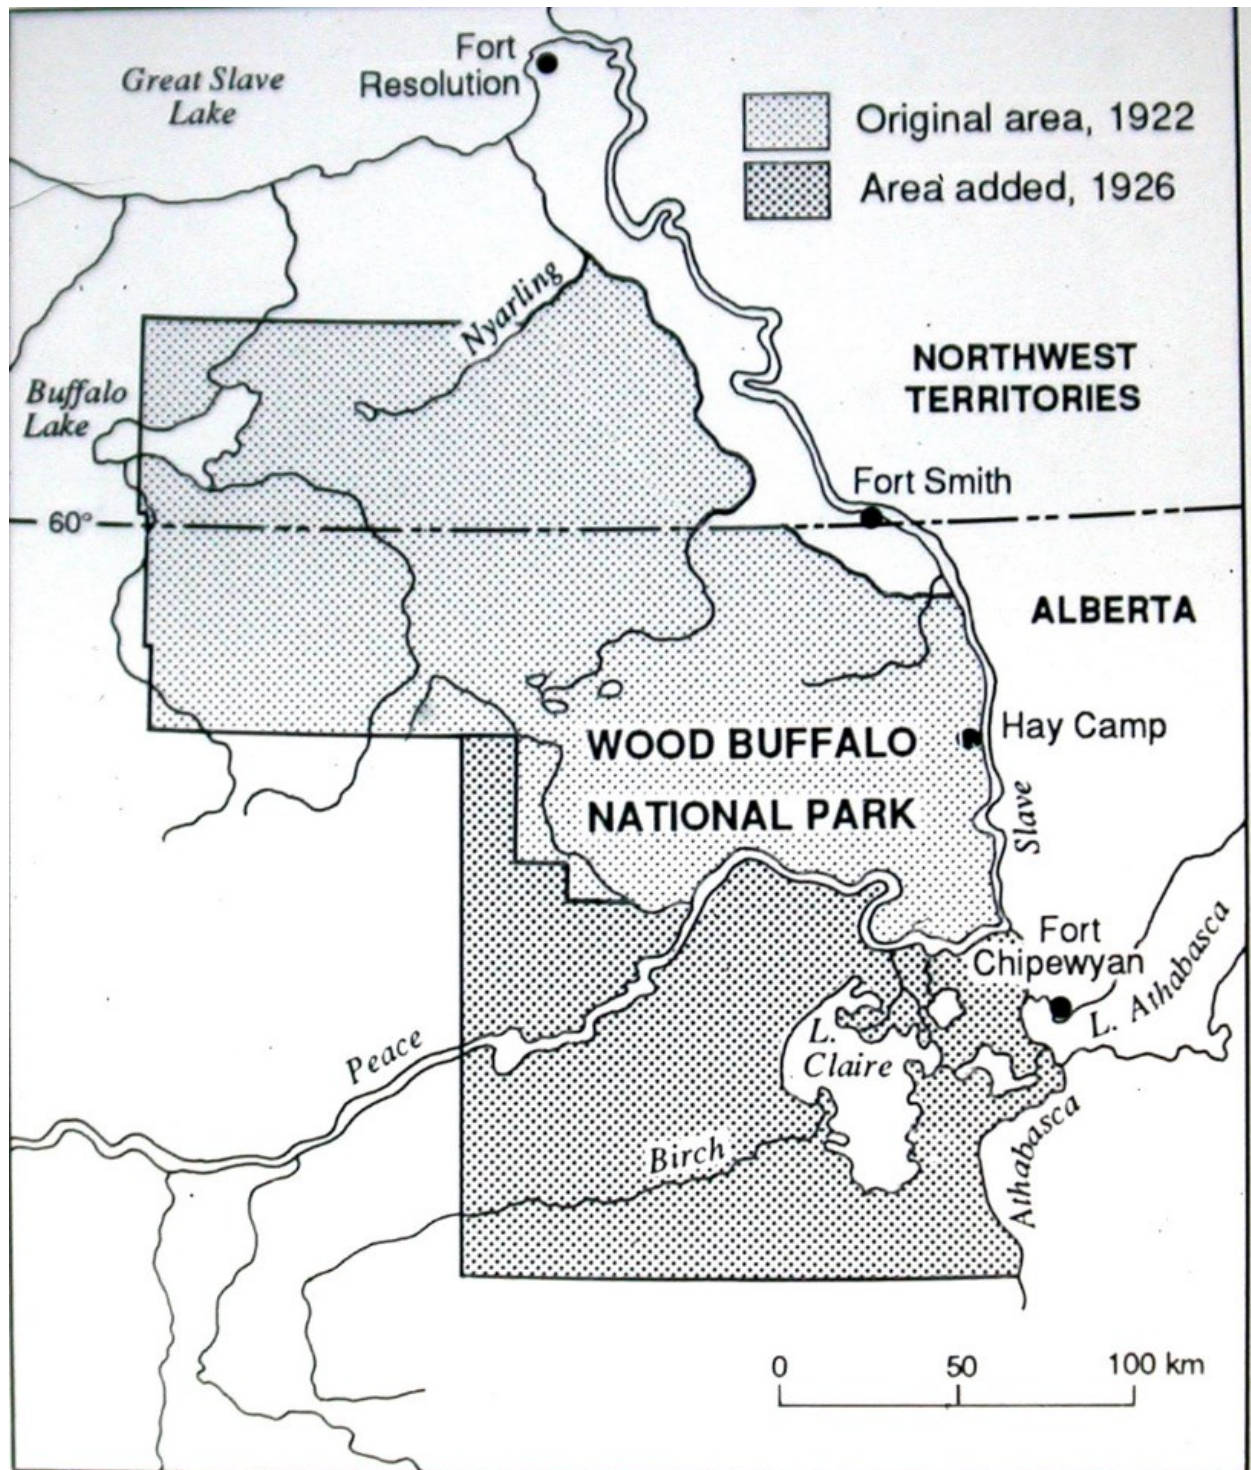 Fort
Resolution
Great Slave
Lake
Original area, 1922
Area added, 1926
Nyarling
NORTHWEST
TERRITORIES
Buffalo
Lake
Fort Smith
60°
ALBERTA
WOOD BUFFALO
NATIONAL PARK
Hay Camp
Slave
Fort
Chipewyan
L. Athabasca
L.
Claire
Peace
Birch
Athabasca
0 50 100 km